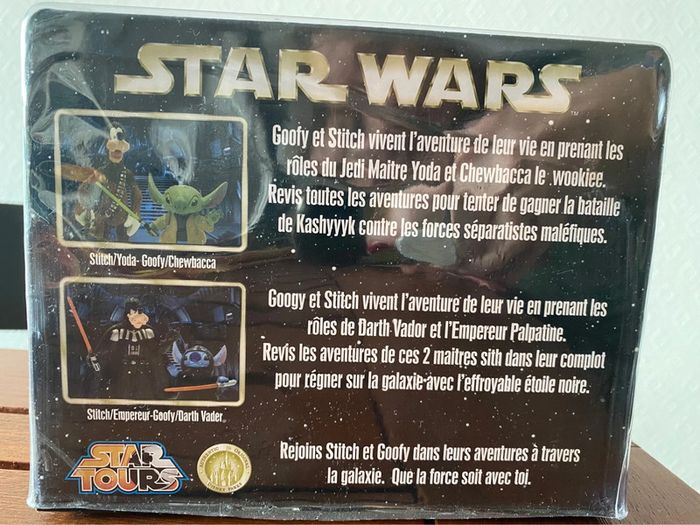 STAR WARS
Goofy et Stitch vivent l'aventure de leur vie en prenant les
rôles du Jedi Maitre Yoda et Chewbacca le wookiee.
Revis toutes les aventures pour tenter de gagner la bataille
de Kashyyyk contre les forces séparatistes maléfiques.
Stitch/Yoda- Goofy/Chewbacca
Googy et Stitch vivent l'aventure de leur vie en prenant les
rôles de Darth Vador et l'Empereur Palpatine.
Revis les aventures de ces 2 maitres sith dans leur complot
pour régner sur la galaxie avec l'effroyable étoile noire.
Stitch/Empereur-Goofy/Darth Vader
STAR
TOURS
Rejoins Stitch et Goofy dans leurs aventures à travers
la galaxie. Que la force soit avec toi.